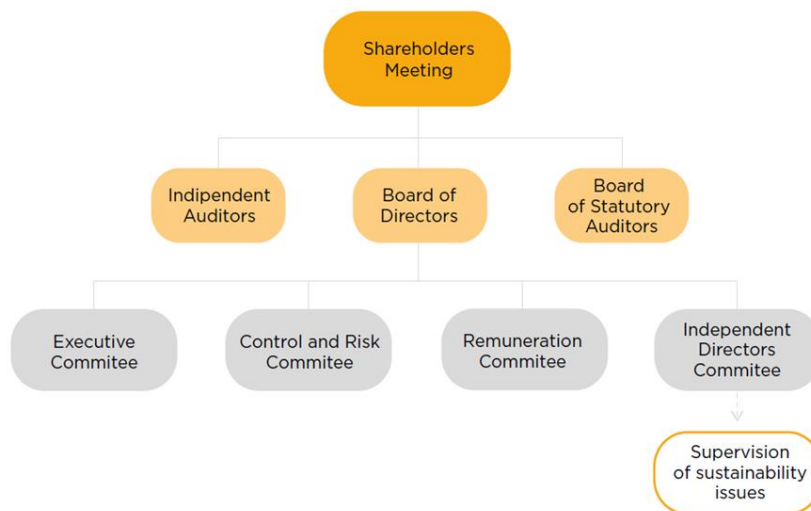 Shareholders
Meeting
Indipendent
Auditors
Board of
Directors
Board
of Statutory
Auditors
Executive
Commitee
Control and Risk
Commitee
Remuneration
Commitee
Independent
Directors
Commitee
Supervision
of sustainability
issues